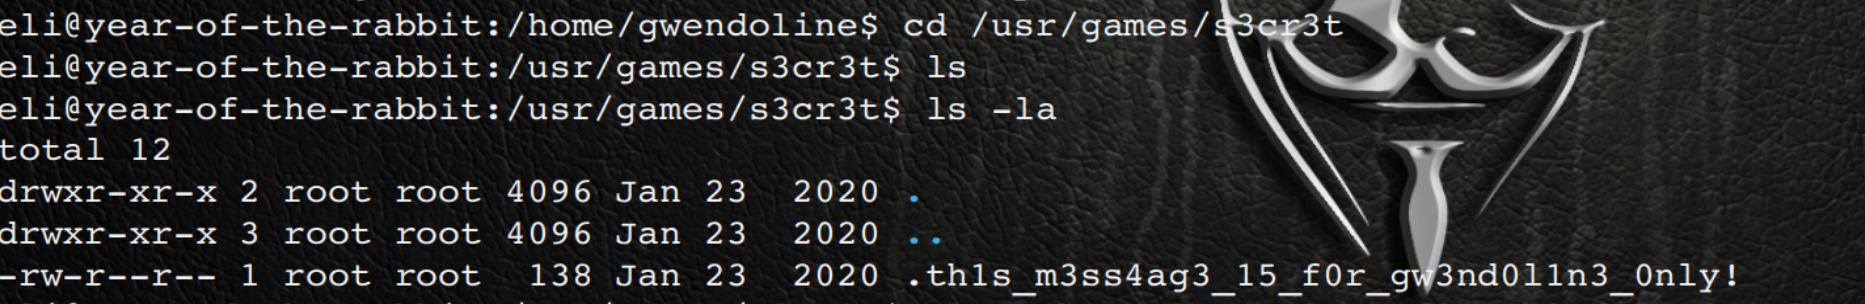 eli@year-of-the-rabbit:/home/gwendoline$ cd /usr/games/s3cr3t
eli@year-of-the-rabbit:/usr/games/s3cr3t$ ls
eli@year-of-the-rabbit:/usr/games/s3cr3t$ ls -la
total 12
drwxr-xr-x 2 root root 4096 Jan 23  2020 .
drwxr-xr-x 3 root root 4096 Jan 23  2020 ..
-rw-r--r-- 1 root root  138 Jan 23  2020 .th1s_m3ss4ag3_15_f0r_gw3nd0l1n3_0nly!